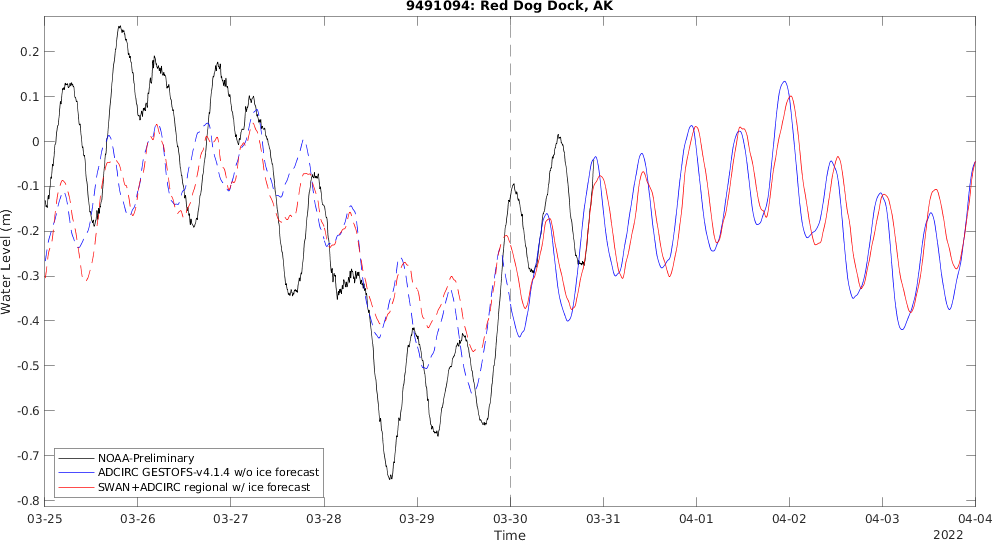 9491094: Red Dog Dock, AK
0.2
0.1
0
-0.1
-0.2
-0.3
-0.4
-0.5
-0.6
-0.7
-0.8
Water Level (m)
NOAA-Preliminary
ADCIRC GESTOFS-v4.1.4 w/o ice forecast
SWAN+ADCIRC regional w/ ice forecast
03-25 03-26 03-27 03-28 03-29 03-30 03-31 04-01 04-02 04-03 04-04
Time
2022